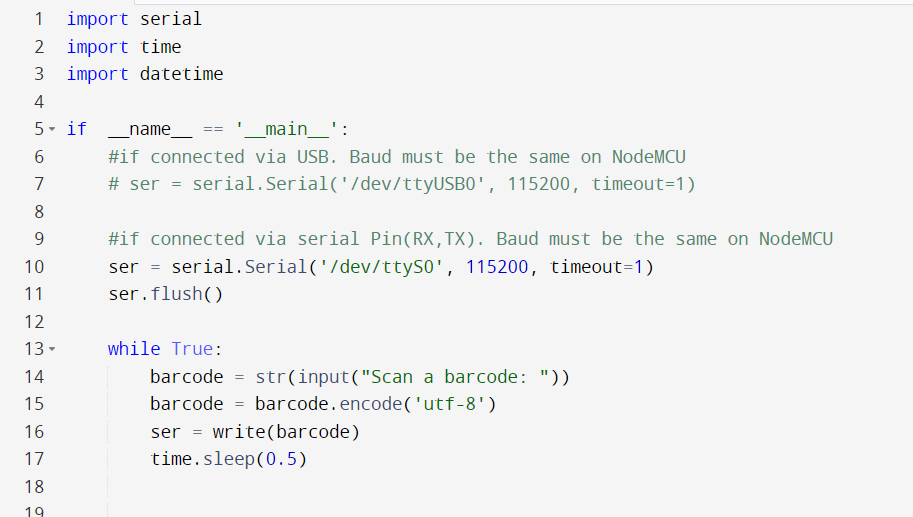 1 import serial
2 import time
3 import datetime
4
5 if __name__ == '__main__':
6 #if connected via USB. Baud must be the same on NodeMCU
7 # ser = serial.Serial('/dev/ttyUSB0', 115200, timeout=1)
8
9 #if connected via serial Pin(RX,TX). Baud must be the same on NodeMCU
10 ser = serial.Serial('/dev/ttyS0', 115200, timeout=1)
11 ser.flush()
12
13 while True:
14 barcode = str(input("Scan a barcode: "))
15 barcode = barcode.encode('utf-8')
16 ser = write(barcode)
17 time.sleep(0.5)
18
19